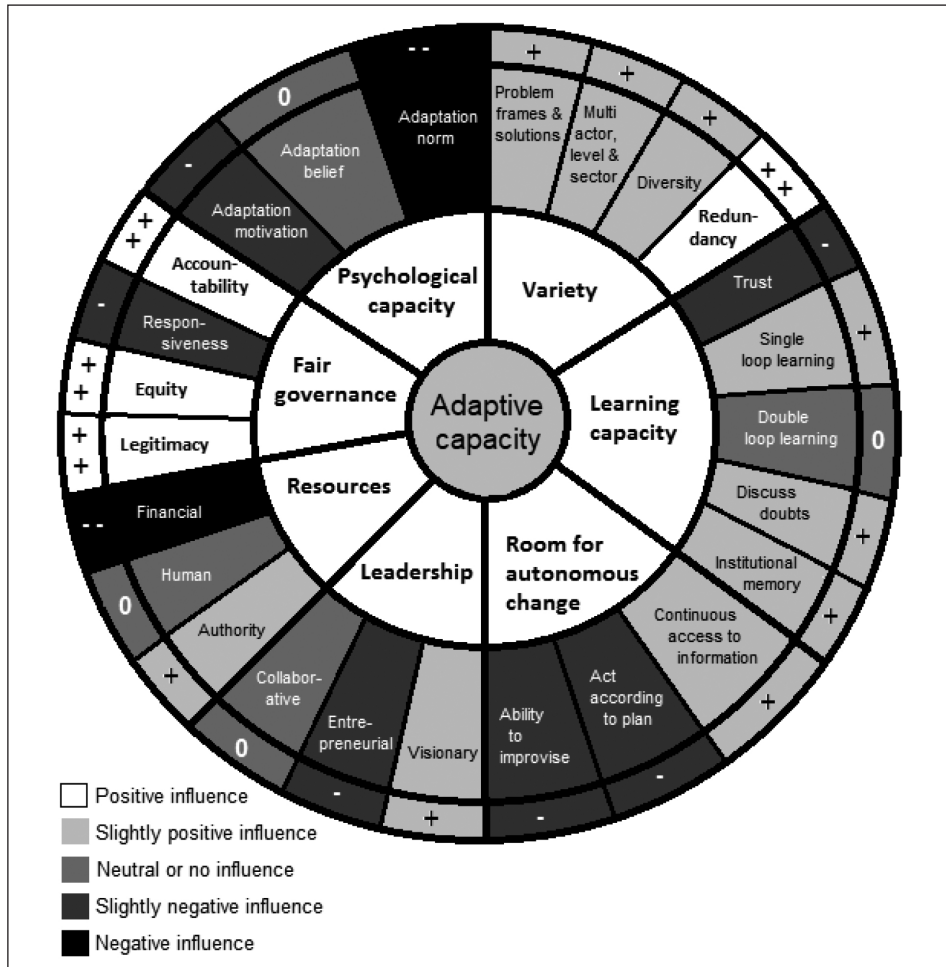 Adaptive
capacity
Variety
Problem
frames &
solutions
+
Multi
actor,
level &
sector
+
Diversity
+
Redun-
dancy
++
Learning
capacity
Trust
-
Single
loop learning
+
Double
loop learning
0
Discuss
doubts
+
Institutional
memory
+
Room for
autonomous
change
Continuous
access to
information
+
Act
according
to plan
-
Ability
to
improvise
-
Leadership
Visionary
+
Entre-
preneurial
-
Collabor-
ative
0
Resources
Authority
+
Human
0
Financial
--
Fair
governance
Legitimacy
++
Equity
++
Respon-
siveness
-
Accoun-
tability
++
Psychological
capacity
Adaptation
motivation
-
Adaptation
belief
0
Adaptation
norm
--
Positive influence
Slightly positive influence
Neutral or no influence
Slightly negative influence
Negative influence